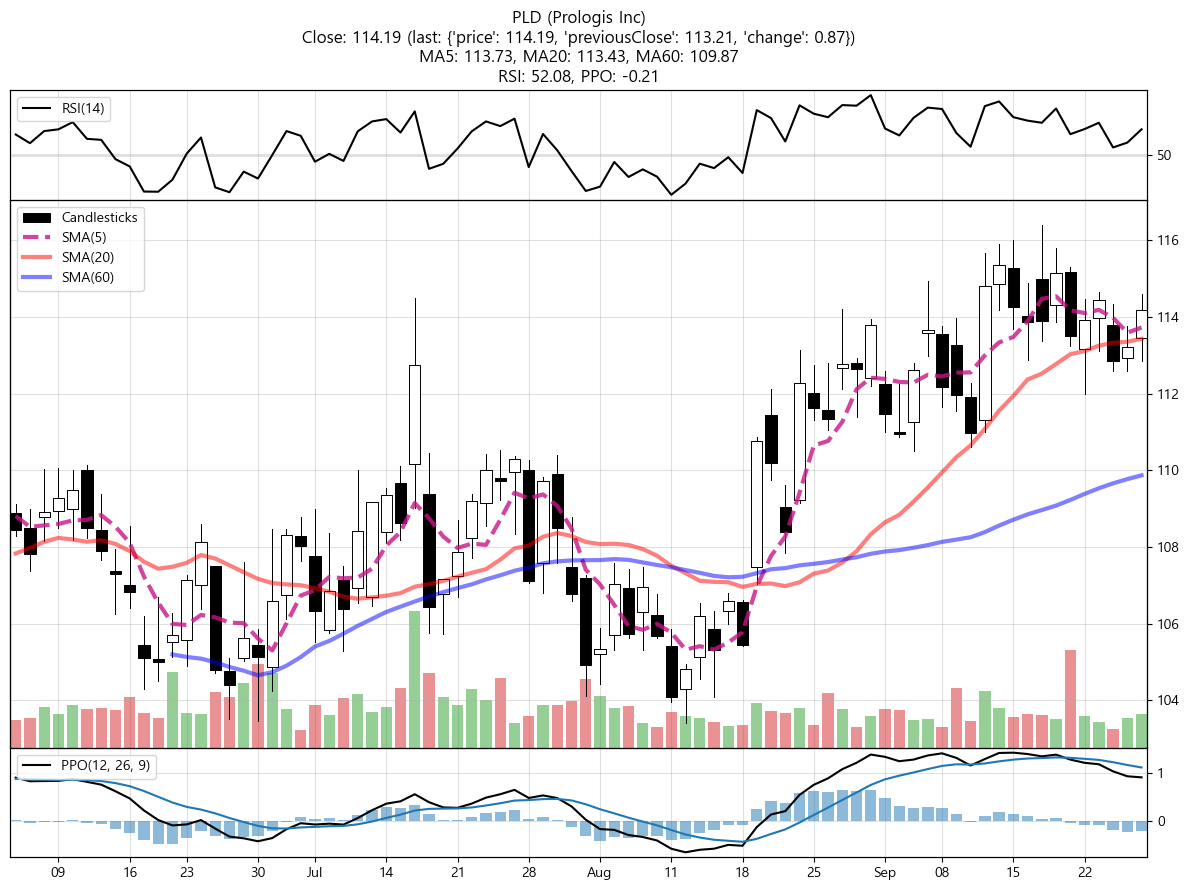 PLD (Prologis Inc)
Close: 114.19 (last: {'price': 114.19, 'previousClose': 113.21, 'change': 0.87})
MA5: 113.73, MA20: 113.43, MA60: 109.87
RSI: 52.08, PPO: -0.21
RSI(14)
50
Candlesticks
SMA(5)
SMA(20)
SMA(60)
116
114
112
110
108
106
104
PPO(12, 26, 9)
1
0
09 16 23 30 Jul 14 21 28 Aug 11 18 25 Sep 08 15 22